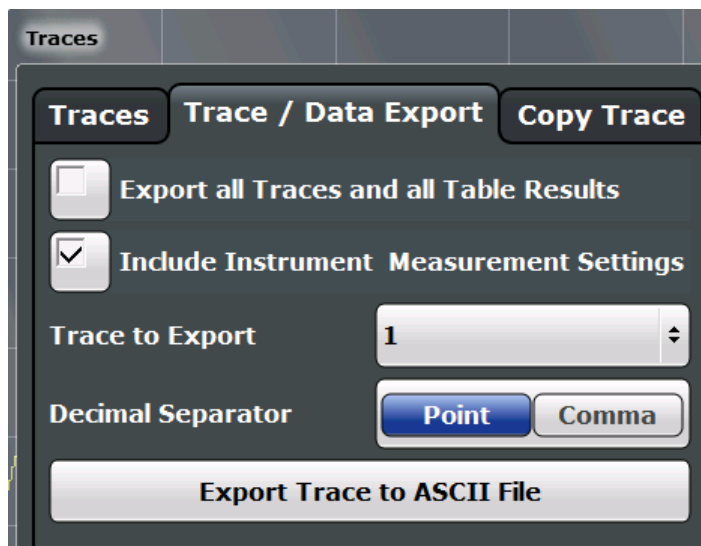 Traces
Traces Trace / Data Export Copy Trace
Export all Traces and all Table Results
Include Instrument Measurement Settings
Trace to Export 1
Decimal Separator Point Comma
Export Trace to ASCII File